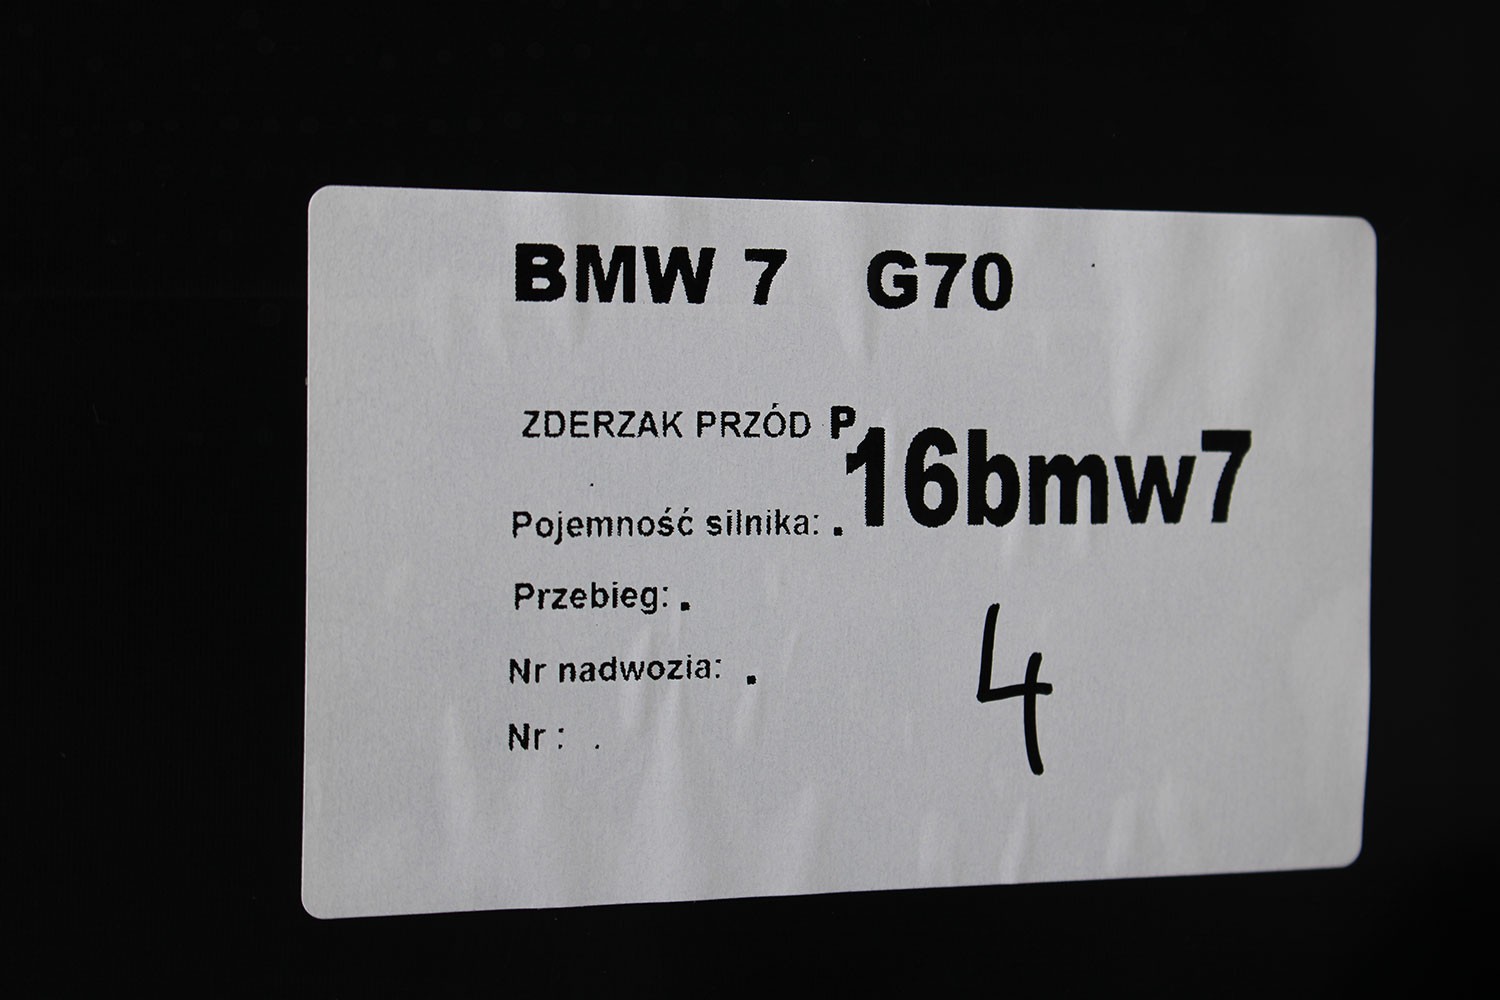 BMW 7 G70
ZDERZAK PRZÓD P
16bmw7
Pojemność silnika: .
Przebieg: .
Nr nadwozia: .
Nr : .
4